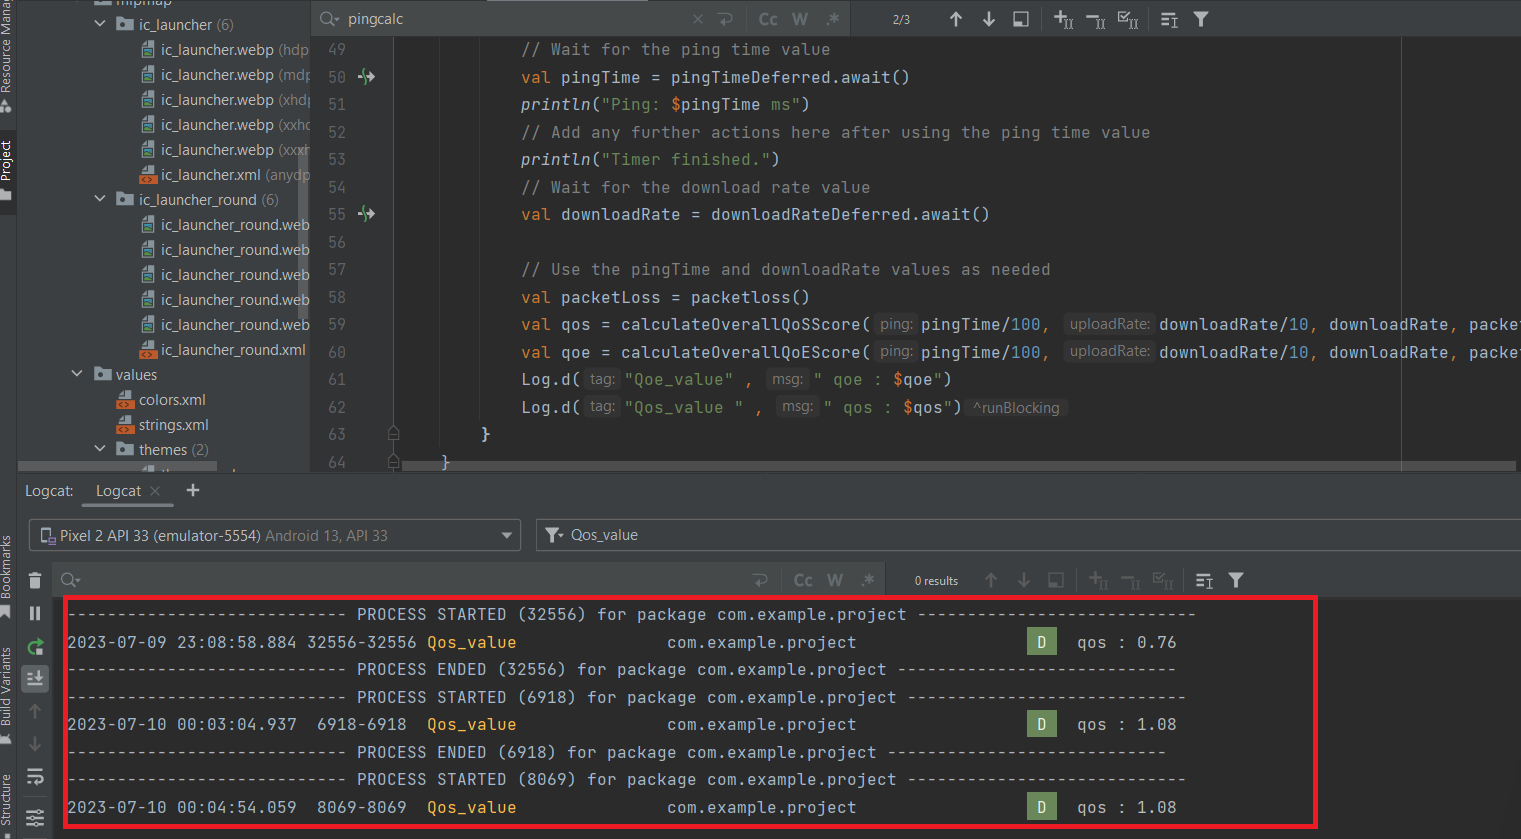 mipmap
ic_launcher (6)
ic_launcher.webp (hdp
ic_launcher.webp (mdp
ic_launcher.webp (xhdp
ic_launcher.webp (xxhd
ic_launcher.webp (xxxh
ic_launcher.xml (anydp
ic_launcher_round (6)
ic_launcher_round.web
ic_launcher_round.web
ic_launcher_round.web
ic_launcher_round.web
ic_launcher_round.web
ic_launcher_round.xml
values
colors.xml
strings.xml
themes (2)
Resource Mana
Project
Bookmarks
Build Variants
Structure
pingcalc
Cc W .* 2/3
49 // Wait for the ping time value
50 val pingTime = pingTimeDeferred.await()
51 println("Ping: $pingTime ms")
52 // Add any further actions here after using the ping time value
53 println("Timer finished.")
54 // Wait for the download rate value
55 val downloadRate = downloadRateDeferred.await()
56
57 // Use the pingTime and downloadRate values as needed
58 val packetLoss = packetloss()
59 val qos = calculateOverallQoSScore( ping: pingTime/100, uploadRate: downloadRate/10, downloadRate, packet
60 val qoe = calculateOverallQoEScore( ping: pingTime/100, uploadRate: downloadRate/10, downloadRate, packet
61 Log.d( tag: "Qoe_value" , msg: " qoe : $qoe")
62 Log.d( tag: "Qos_value " , msg: " qos : $qos") ^runBlocking
63 }
64 }
Logcat: Logcat
Pixel 2 API 33 (emulator-5554) Android 13, API 33 Qos_value
Cc W .* 0 results
---------------------------- PROCESS STARTED (32556) for package com.example.project ----------------------------
2023-07-09 23:08:58.884 32556-32556 Qos_value com.example.project D qos : 0.76
---------------------------- PROCESS ENDED (32556) for package com.example.project ----------------------------
---------------------------- PROCESS STARTED (6918) for package com.example.project ----------------------------
2023-07-10 00:03:04.937 6918-6918 Qos_value com.example.project D qos : 1.08
---------------------------- PROCESS ENDED (6918) for package com.example.project ----------------------------
---------------------------- PROCESS STARTED (8069) for package com.example.project ----------------------------
2023-07-10 00:04:54.059 8069-8069 Qos_value com.example.project D qos : 1.08